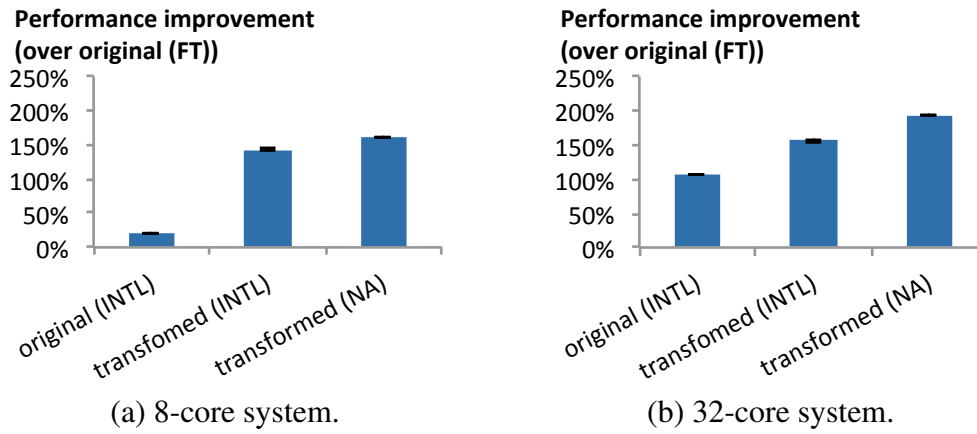 Performance improvement
(over original (FT))
250%
200%
150%
100%
50%
0%
original (INTL)
transfomed (INTL)
transformed (NA)
(a) 8-core system.
Performance improvement
(over original (FT))
250%
200%
150%
100%
50%
0%
original (INTL)
transformed (INTL)
transformed (NA)
(b) 32-core system.